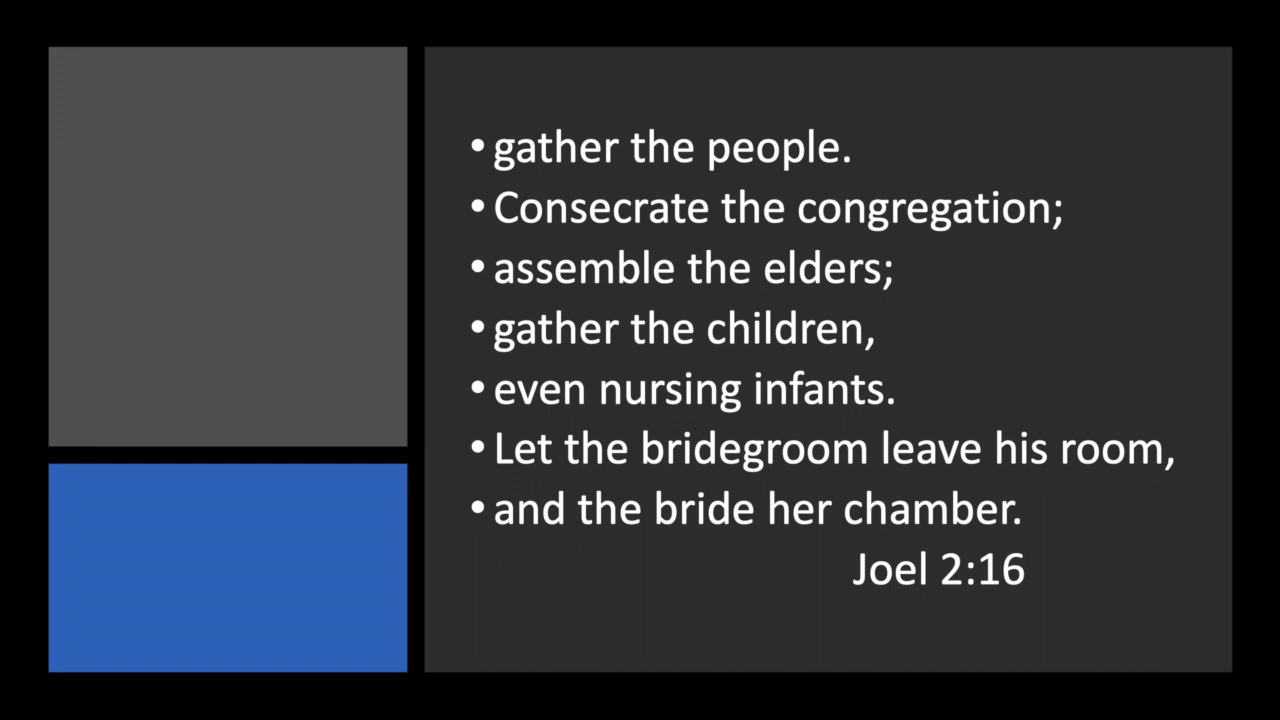 • gather the people.
• Consecrate the congregation;
• assemble the elders;
• gather the children,
• even nursing infants.
• Let the bridegroom leave his room,
• and the bride her chamber.
Joel 2:16